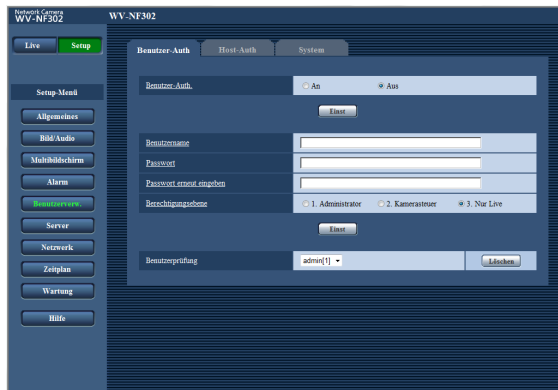 Network Camera
WV-NF302
WV-NF302
Live
Setup
Setup-Menü
Allgemeines
Bild/Audio
Multibildschirm
Alarm
Benutzerverw.
Server
Netzwerk
Zeitplan
Wartung
Hilfe
Benutzer-Auth
Host-Auth
System
Benutzer-Auth.
An
Aus
Einst
Benutzername
Passwort
Passwort erneut eingeben
Berechtigungsebene
1. Administrator
2. Kamerasteuer
3. Nur Live
Einst
Benutzerprüfung
admin[1]
Löschen